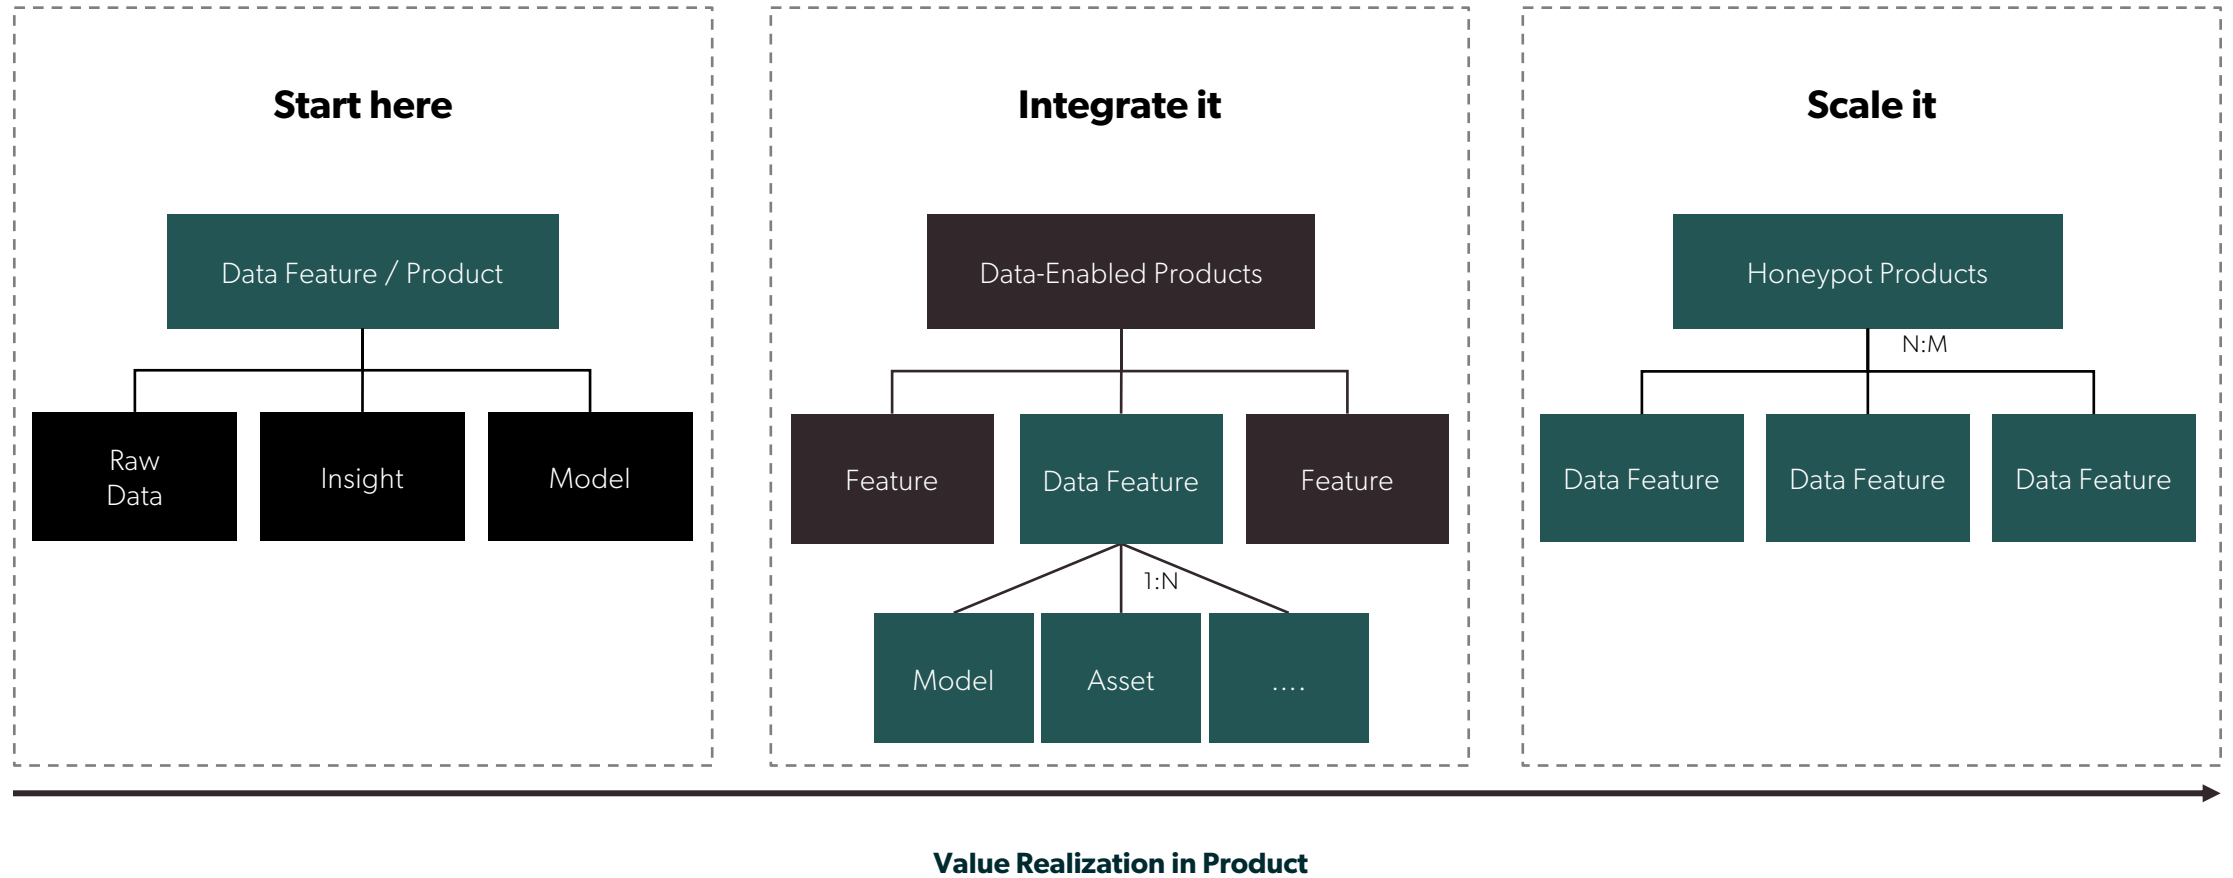 Start here
Data Feature / Product
Raw
Data
Insight
Model
Integrate it
Data-Enabled Products
Feature
Data Feature
Feature
1:N
Model
Asset
....
Scale it
Honeypot Products
N:M
Data Feature
Data Feature
Data Feature
Value Realization in Product